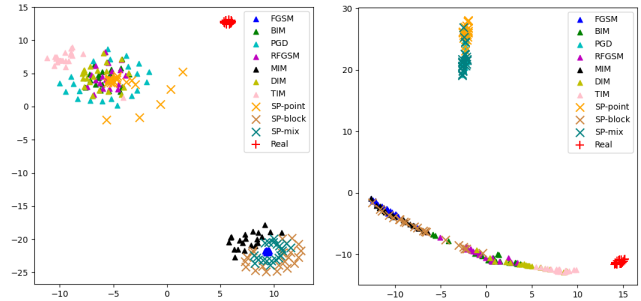 15
10
5
0
−5
−10
−15
−20
−25
−10
−5
0
5
10
FGSM
BIM
PGD
RFGSM
MIM
DIM
TIM
SP-point
SP-block
SP-mix
Real
30
20
10
0
−10
−10
−5
0
5
10
15
FGSM
BIM
PGD
RFGSM
MIM
DIM
TIM
SP-point
SP-block
SP-mix
Real